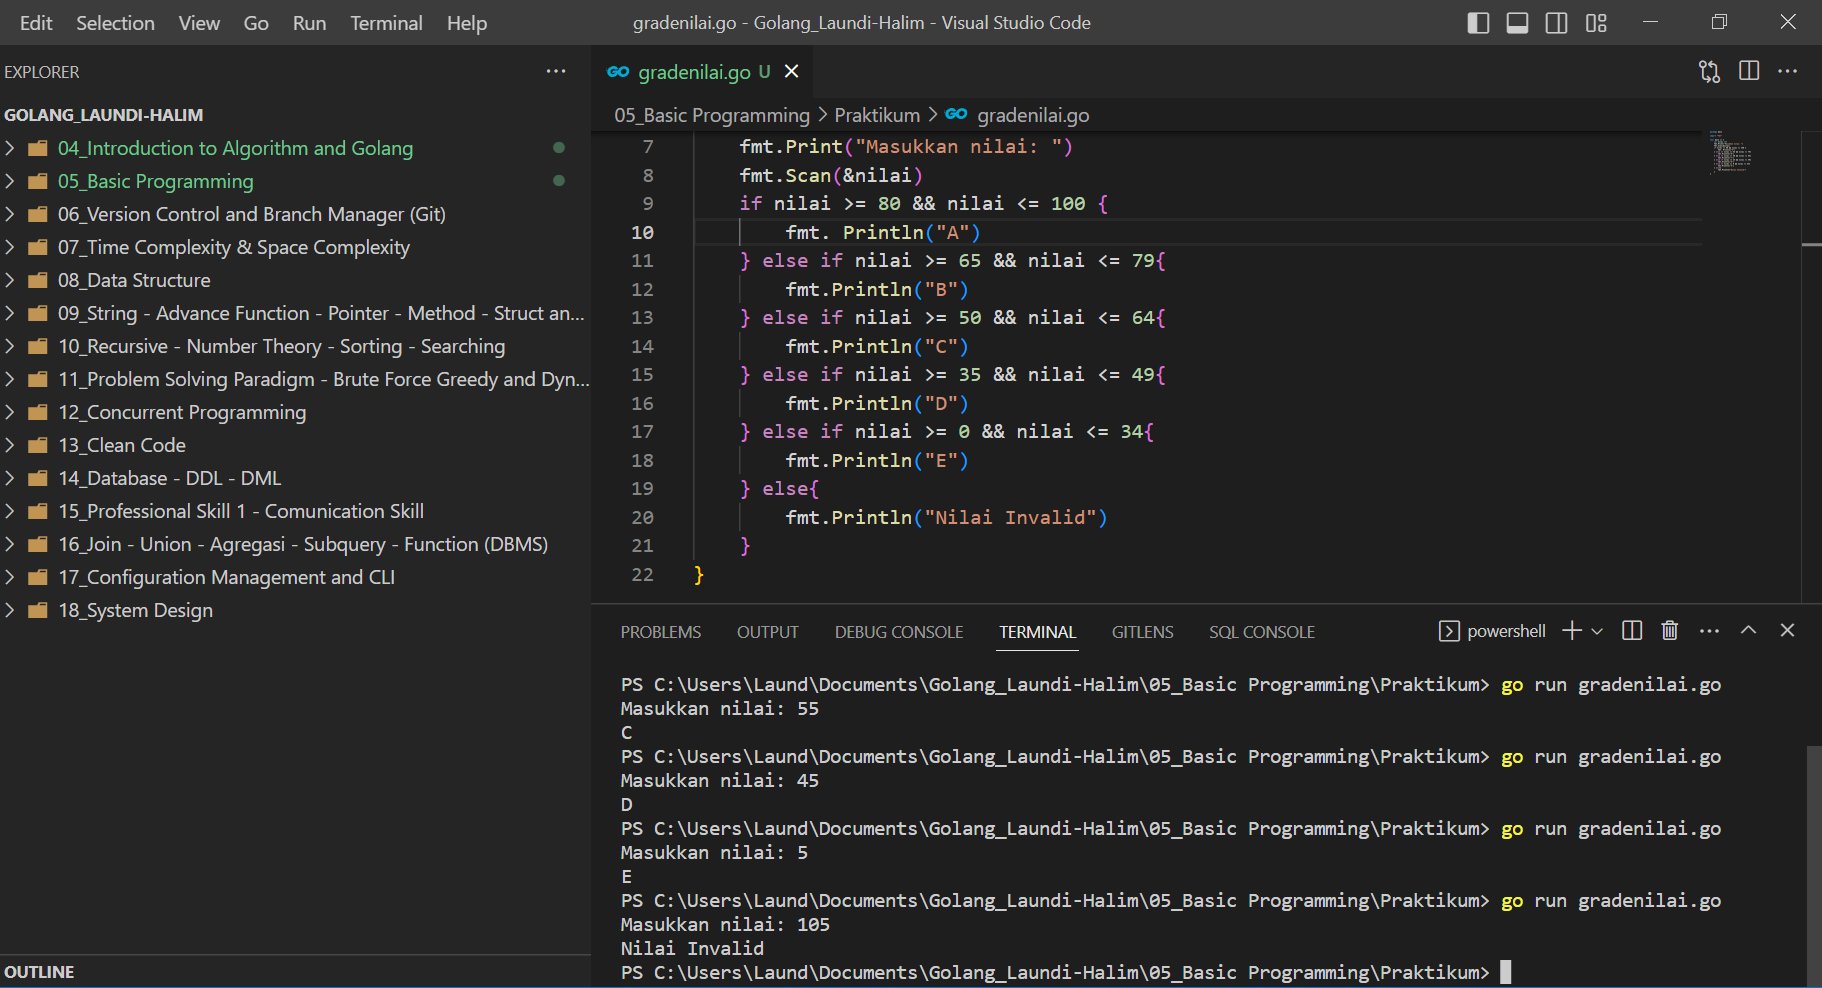 Edit Selection View Go Run Terminal Help gradenilai.go - Golang_Laundi-Halim - Visual Studio Code
EXPLORER
GOLANG_LAUNDI-HALIM
04_Introduction to Algorithm and Golang
05_Basic Programming
06_Version Control and Branch Manager (Git)
07_Time Complexity & Space Complexity
08_Data Structure
09_String - Advance Function - Pointer - Method - Struct an...
10_Recursive - Number Theory - Sorting - Searching
11_Problem Solving Paradigm - Brute Force Greedy and Dyn...
12_Concurrent Programming
13_Clean Code
14_Database - DDL - DML
15_Professional Skill 1 - Comunication Skill
16_Join - Union - Agregasi - Subquery - Function (DBMS)
17_Configuration Management and CLI
18_System Design
OUTLINE
GO gradenilai.go U
05_Basic Programming > Praktikum > GO gradenilai.go
7 fmt.Print("Masukkan nilai: ")
8 fmt.Scan(&nilai)
9 if nilai >= 80 && nilai <= 100 {
10 fmt. Println("A")
11 } else if nilai >= 65 && nilai <= 79{
12 fmt.Println("B")
13 } else if nilai >= 50 && nilai <= 64{
14 fmt.Println("C")
15 } else if nilai >= 35 && nilai <= 49{
16 fmt.Println("D")
17 } else if nilai >= 0 && nilai <= 34{
18 fmt.Println("E")
19 } else{
20 fmt.Println("Nilai Invalid")
21 }
22 }
PROBLEMS OUTPUT DEBUG CONSOLE TERMINAL GITLENS SQL CONSOLE powershell
PS C:\Users\Laund\Documents\Golang_Laundi-Halim\05_Basic Programming\Praktikum> go run gradenilai.go
Masukkan nilai: 55
C
PS C:\Users\Laund\Documents\Golang_Laundi-Halim\05_Basic Programming\Praktikum> go run gradenilai.go
Masukkan nilai: 45
D
PS C:\Users\Laund\Documents\Golang_Laundi-Halim\05_Basic Programming\Praktikum> go run gradenilai.go
Masukkan nilai: 5
E
PS C:\Users\Laund\Documents\Golang_Laundi-Halim\05_Basic Programming\Praktikum> go run gradenilai.go
Masukkan nilai: 105
Nilai Invalid
PS C:\Users\Laund\Documents\Golang_Laundi-Halim\05_Basic Programming\Praktikum>